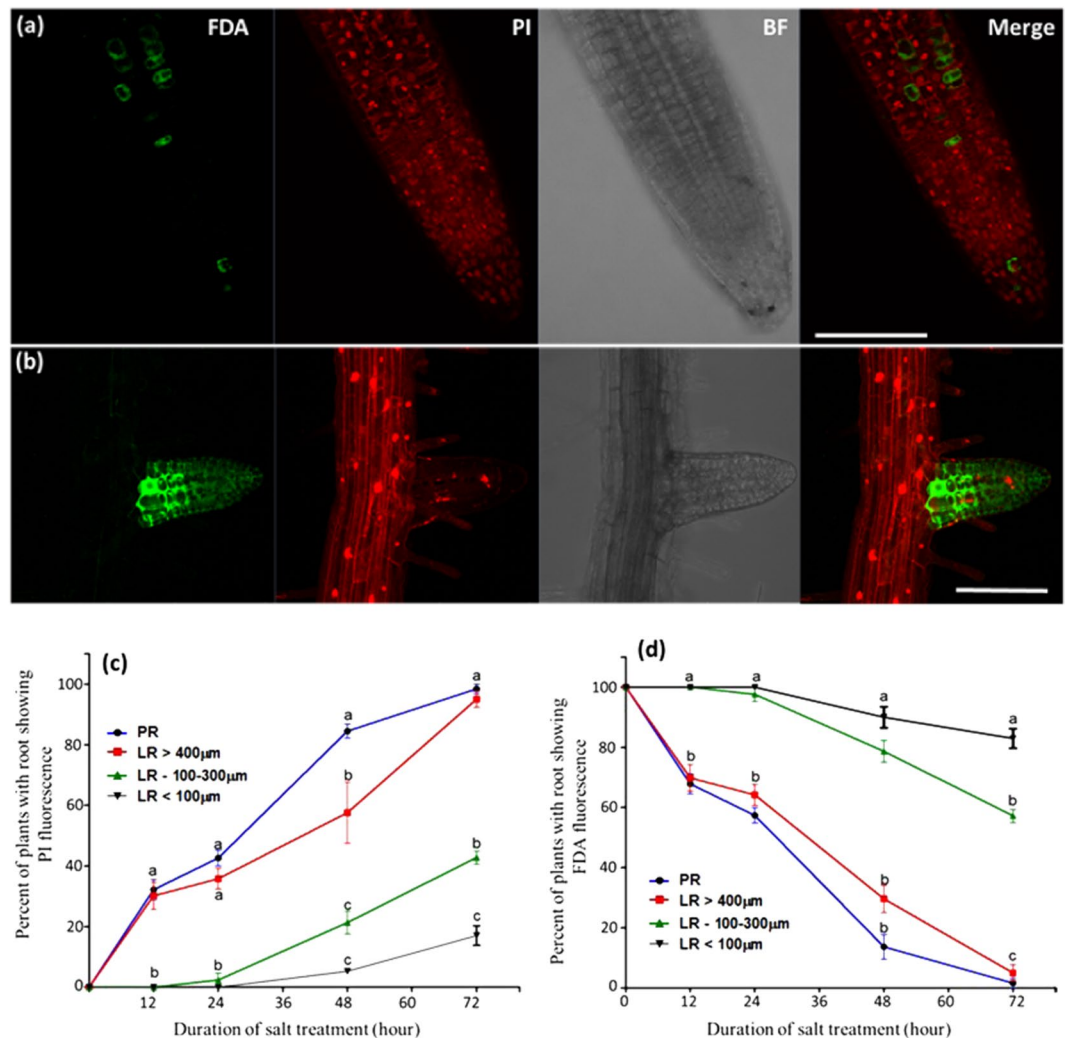 (a) FDA PI BF Merge
(b)
(c)
Percent of plants with root showing
PI fluorescence
100
80
60
40
20
0
12 24 36 48 60 72
Duration of salt treatment (hour)
PR
LR > 400μm
LR - 100-300μm
LR < 100μm
a
a
a
a
b
b
b
b
c
c
c
(d)
Percent of plants with root showing
FDA fluorescence
100
80
60
40
20
0
0 12 24 36 48 60 72
Duration of salt treatment (hour)
PR
LR > 400μm
LR - 100-300μm
LR < 100μm
a
a
a
a
b
b
b
b
b
c